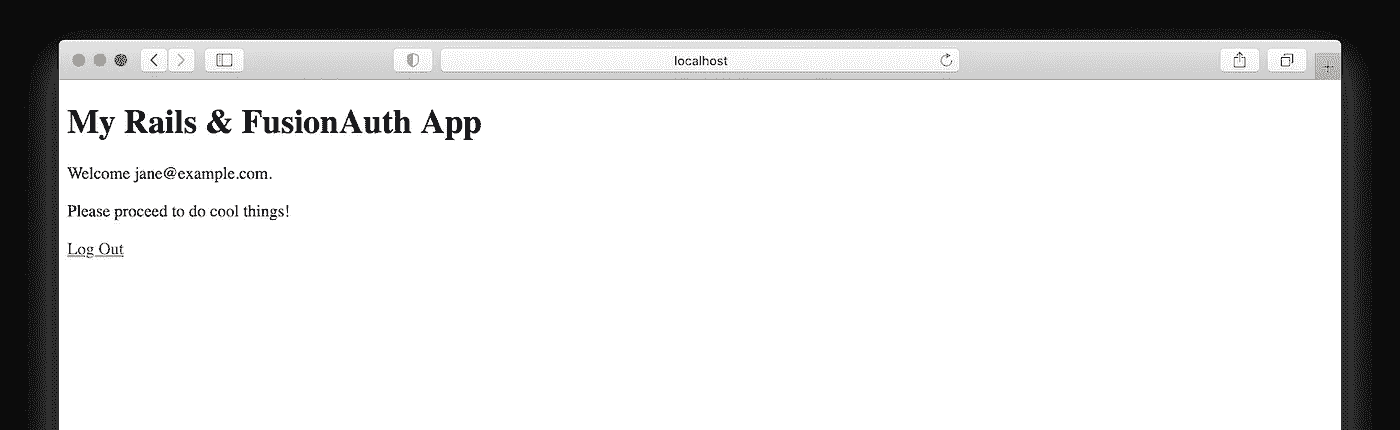 localhost
My Rails & FusionAuth App
Welcome jane@example.com.
Please proceed to do cool things!
Log Out